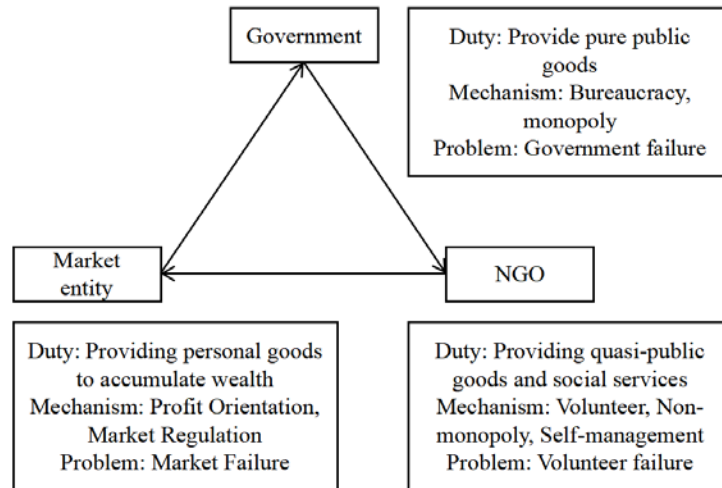 Government
Duty: Provide pure public
goods
Mechanism: Bureaucracy,
monopoly
Problem: Government failure
Market
entity
NGO
Duty: Providing personal goods
to accumulate wealth
Mechanism: Profit Orientation,
Market Regulation
Problem: Market Failure
Duty: Providing quasi-public
goods and social services
Mechanism: Volunteer, Non-
monopoly, Self-management
Problem: Volunteer failure